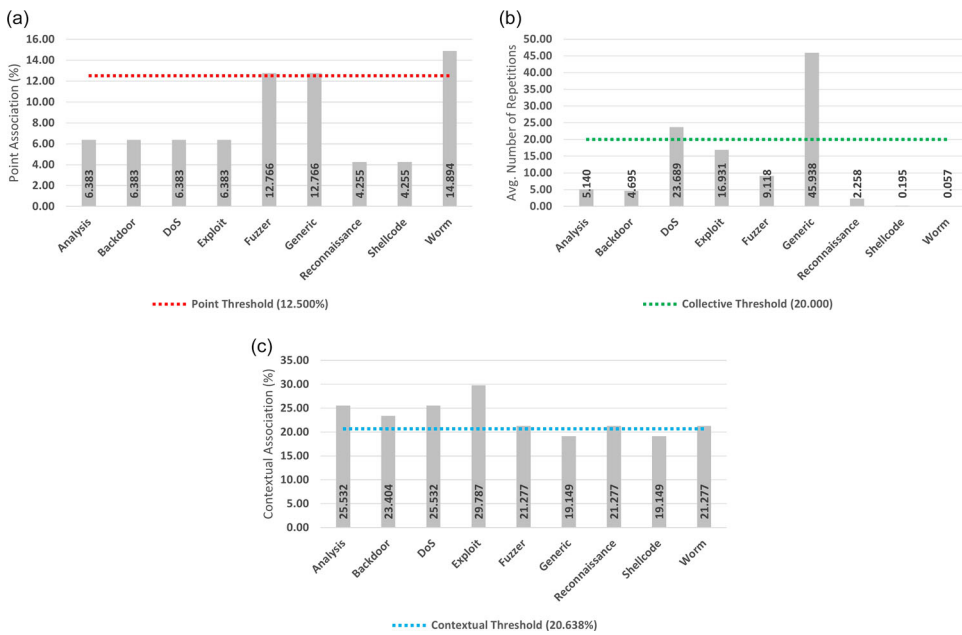 (a)
Point Association (%)
16.00
14.00
12.00
10.00
8.00
6.00
4.00
2.00
0.00
6.383
6.383
6.383
6.383
12.766
12.766
4.255
4.255
14.894
Analysis
Backdoor
DoS
Exploit
Fuzzer
Generic
Reconnaissance
Shellcode
Worm
Point Threshold (12.500%)
(b)
Avg. Number of Repetitions
50.00
45.00
40.00
35.00
30.00
25.00
20.00
15.00
10.00
5.00
0.00
5.140
4.695
23.689
16.931
9.118
45.938
2.258
0.195
0.057
Analysis
Backdoor
DoS
Exploit
Fuzzer
Generic
Reconnaissance
Shellcode
Worm
Collective Threshold (20.000)
(c)
Contextual Association (%)
35.00
30.00
25.00
20.00
15.00
10.00
5.00
0.00
25.532
23.404
25.532
29.787
21.277
19.149
21.277
19.149
21.277
Analysis
Backdoor
DoS
Exploit
Fuzzer
Generic
Reconnaissance
Shellcode
Worm
Contextual Threshold (20.638%)